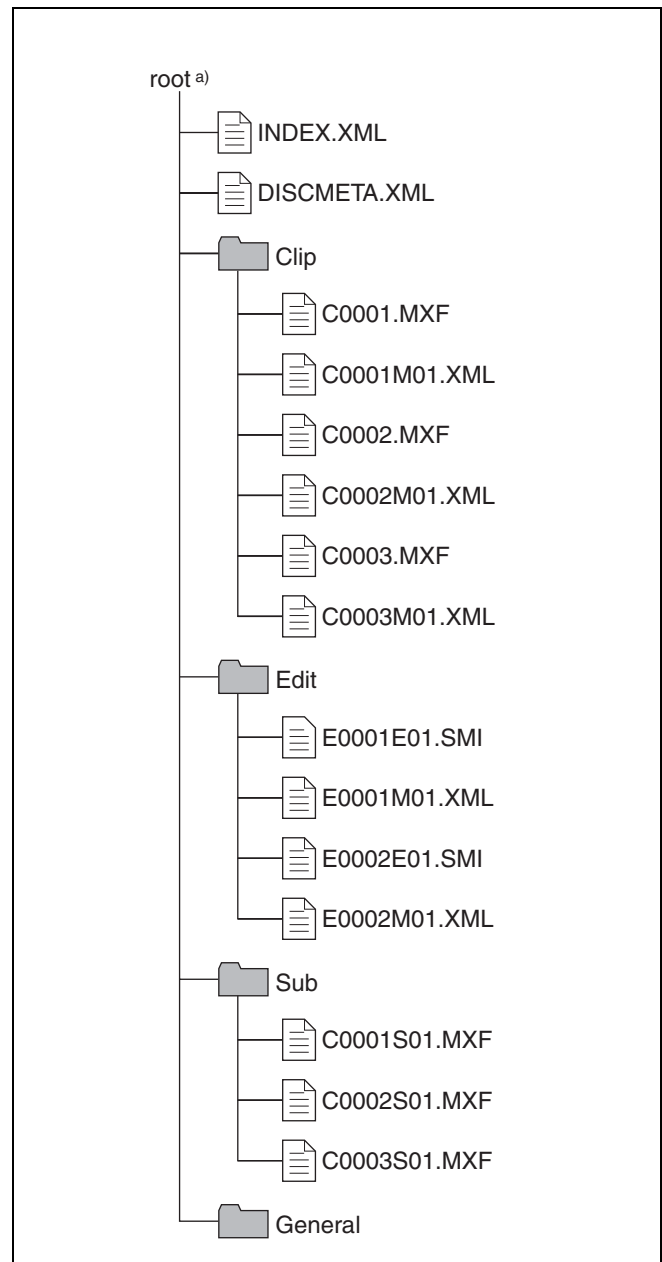 root a)
INDEX.XML
DISCMETA.XML
Clip
C0001.MXF
C0001M01.XML
C0002.MXF
C0002M01.XML
C0003.MXF
C0003M01.XML
Edit
E0001E01.SMI
E0001M01.XML
E0002E01.SMI
E0002M01.XML
Sub
C0001S01.MXF
C0002S01.MXF
C0003S01.MXF
General